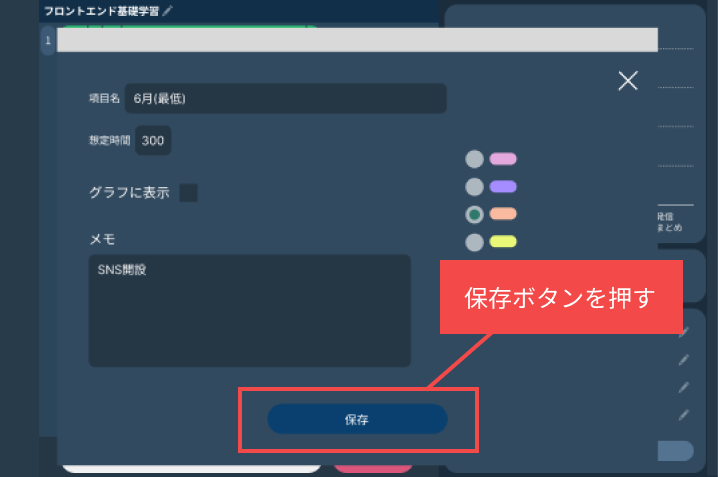 フロントエンド基礎学習
1
項目名 6月(最低)
想定時間 300
グラフに表示
メモ
SNS開設
まとめ
保存ボタンを押す
保存